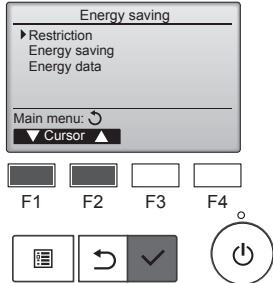 Energy saving
Restriction
Energy saving
Energy data
Main menu:
Cursor
F1 F2 F3 F4